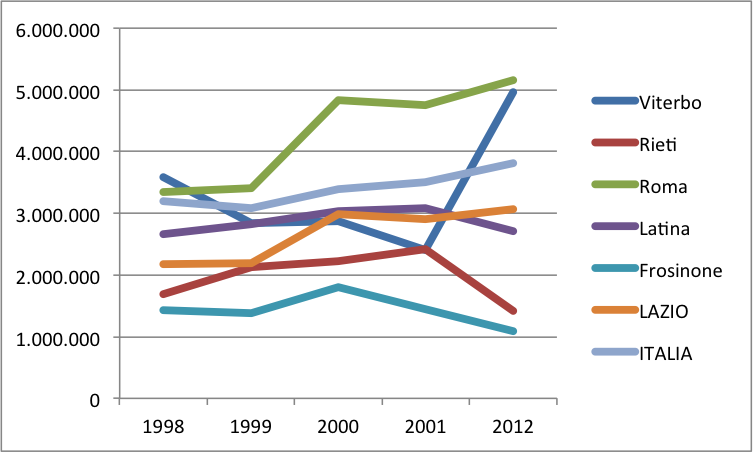 6.000.000
5.000.000
4.000.000
3.000.000
2.000.000
1.000.000
0
1998 1999 2000 2001 2012
Viterbo
Rieti
Roma
Latina
Frosinone
LAZIO
ITALIA